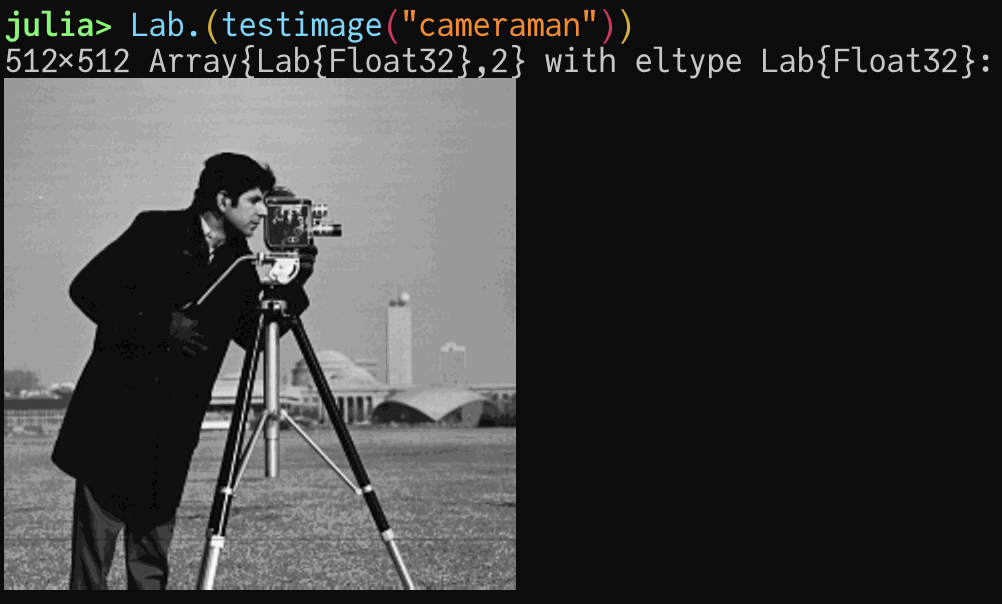 julia> Lab.(testimage("cameraman"))
512×512 Array{Lab{Float32},2} with eltype Lab{Float32}: